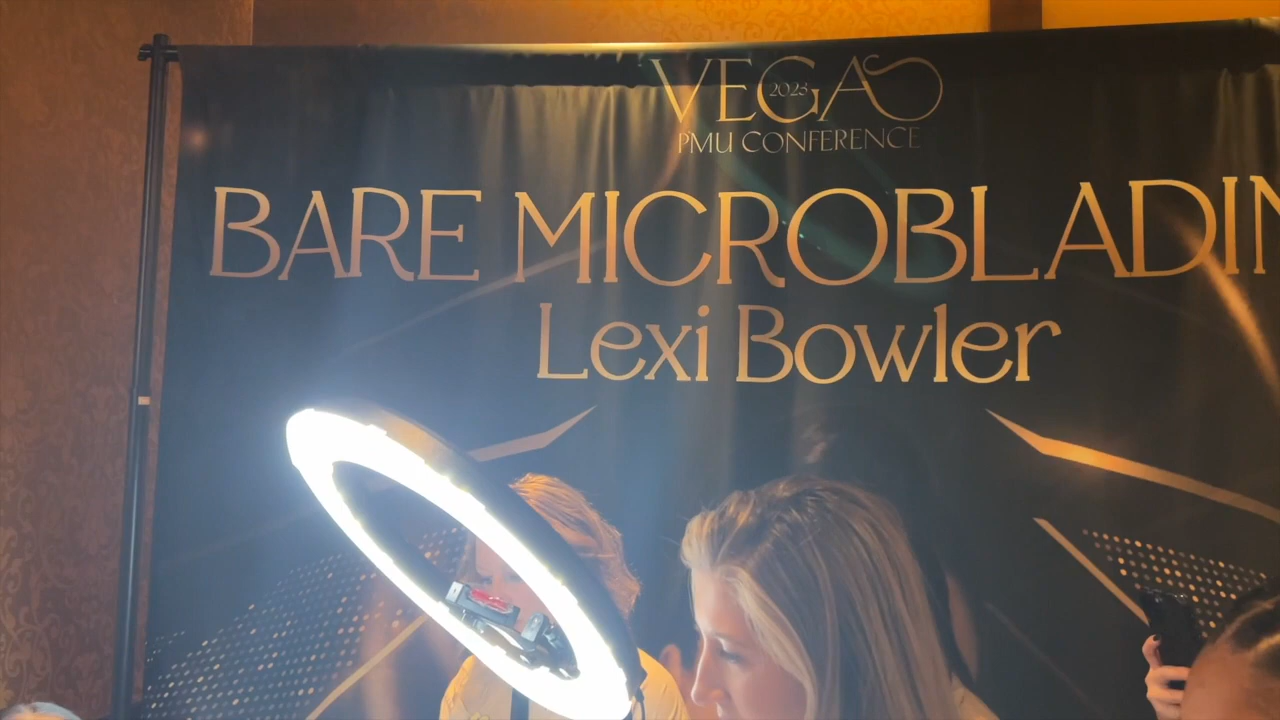 VEGAS
2023
PMU CONFERENCE
BARE MICROBLADIN
Lexi Bowler